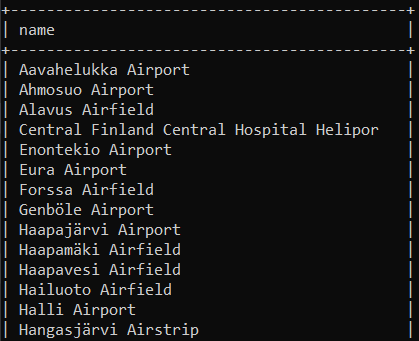 name
Aavahelukka Airport
Ahmosuo Airport
Alavus Airfield
Central Finland Central Hospital Helipor
Enontekio Airport
Eura Airport
Forssa Airfield
Genböle Airport
Haapajärvi Airport
Haapamäki Airfield
Haapavesi Airfield
Hailuoto Airfield
Halli Airport
Hangasjärvi Airstrip